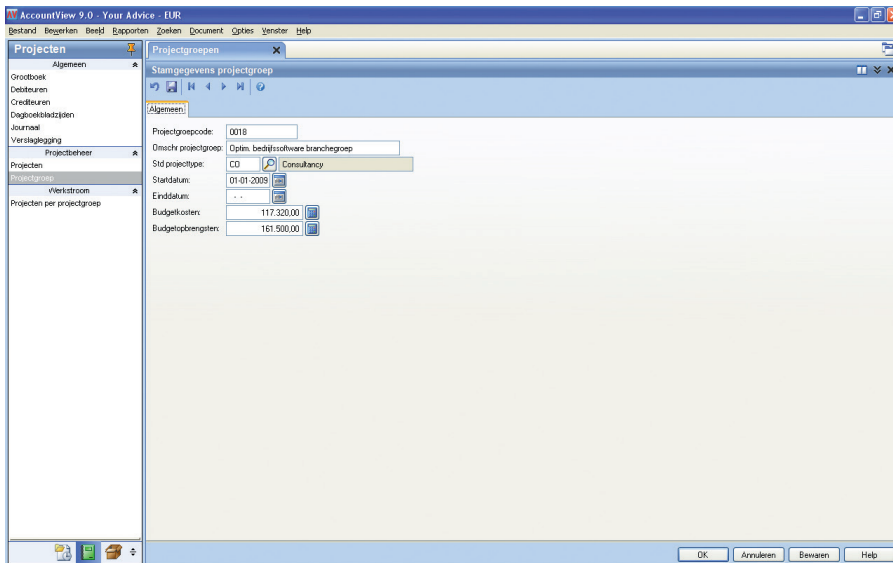 AccountView 9.0 - Your Advice - EUR
Bestand Bewerken Beeld Rapporten Zoeken Document Opties Venster Help
Projecten
Projectgroepen
Algemeen
Grootboek
Debiteuren
Crediteuren
Dagboekbladzijden
Journaal
Verslaglegging
Projectbeheer
Projecten
Projectgroep
Werkstroom
Projecten per projectgroep
Stamgegevens projectgroep
Algemeen
Projectgroepcode: 0018
Omschr projectgroep: Optim. bedrijfssoftware branchegroep
Std projecttype: CO Consultancy
Startdatum: 01-01-2009
Einddatum: - -
Budgetkosten: 117.320,00
Budgetopbrengsten: 161.500,00
OK Annuleren Bewaren Help